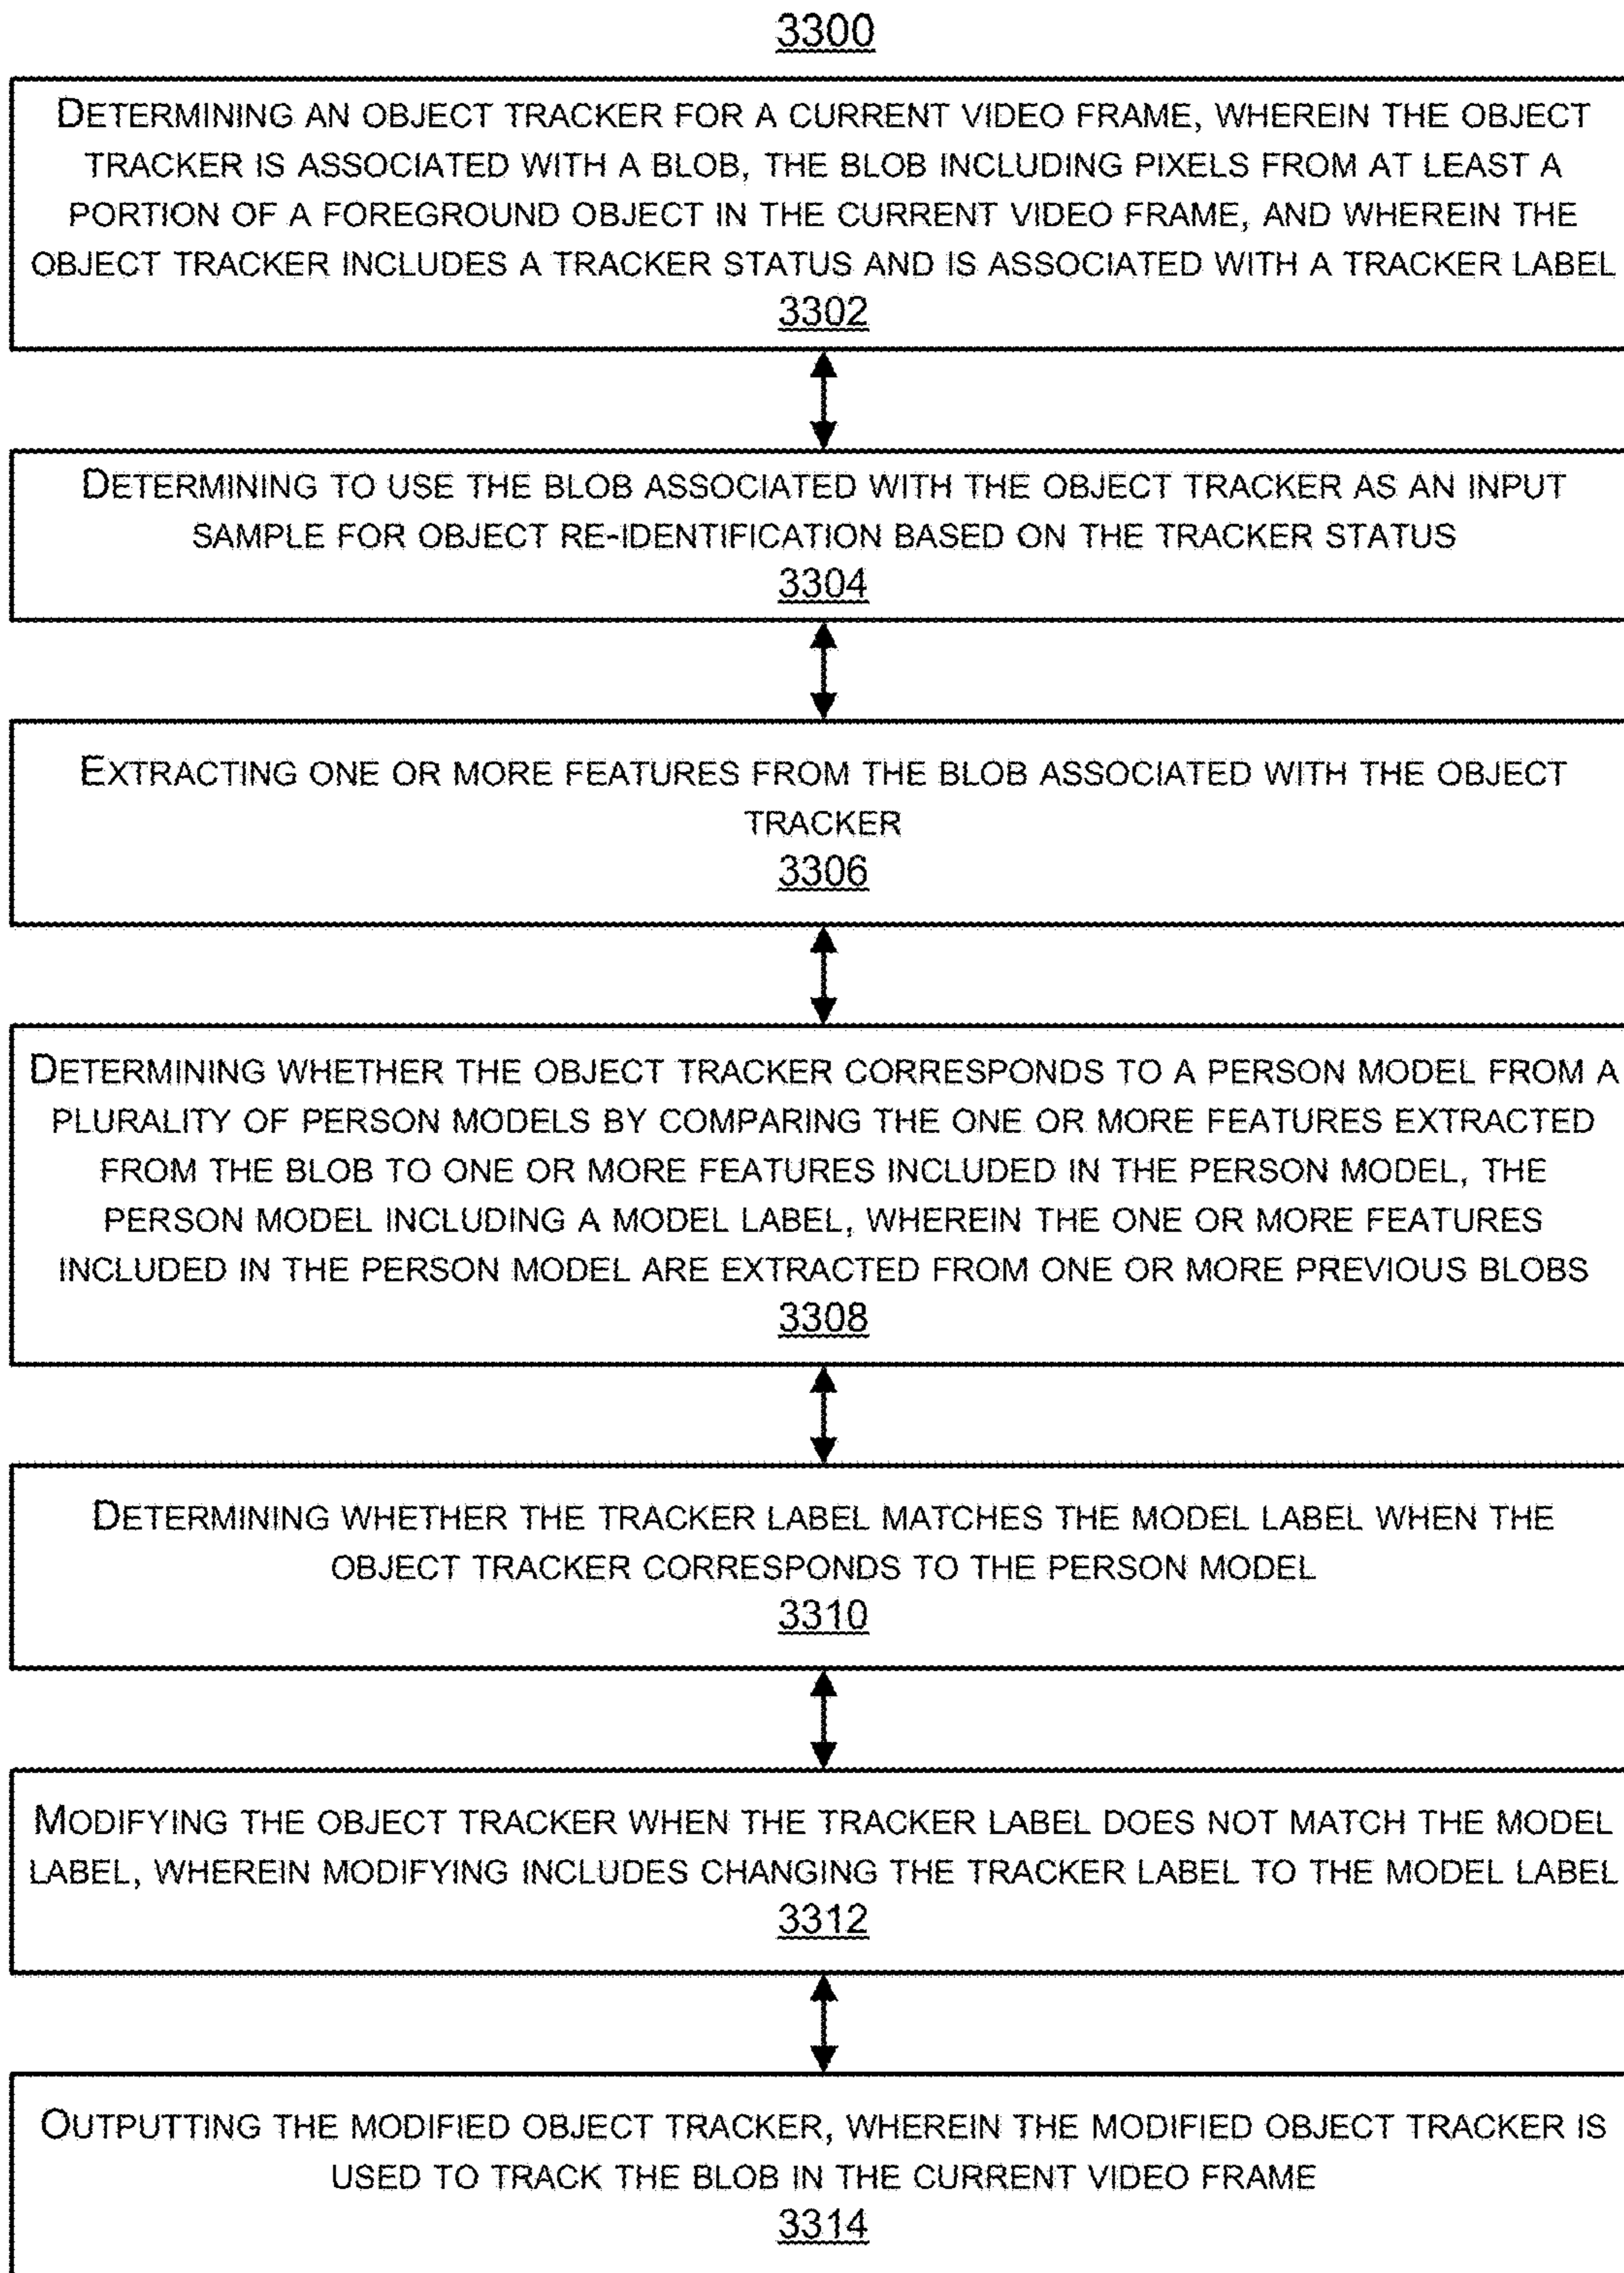 3300
DETERMINING AN OBJECT TRACKER FOR A CURRENT VIDEO FRAME, WHEREIN THE OBJECT
TRACKER IS ASSOCIATED WITH A BLOB, THE BLOB INCLUDING PIXELS FROM AT LEAST A
PORTION OF A FOREGROUND OBJECT IN THE CURRENT VIDEO FRAME, AND WHEREIN THE
OBJECT TRACKER INCLUDES A TRACKER STATUS AND IS ASSOCIATED WITH A TRACKER LABEL
3302
DETERMINING TO USE THE BLOB ASSOCIATED WITH THE OBJECT TRACKER AS AN INPUT
SAMPLE FOR OBJECT RE-IDENTIFICATION BASED ON THE TRACKER STATUS
3304
EXTRACTING ONE OR MORE FEATURES FROM THE BLOB ASSOCIATED WITH THE OBJECT
TRACKER
3306
DETERMINING WHETHER THE OBJECT TRACKER CORRESPONDS TO A PERSON MODEL FROM A
PLURALITY OF PERSON MODELS BY COMPARING THE ONE OR MORE FEATURES EXTRACTED
FROM THE BLOB TO ONE OR MORE FEATURES INCLUDED IN THE PERSON MODEL, THE
PERSON MODEL INCLUDING A MODEL LABEL, WHEREIN THE ONE OR MORE FEATURES
INCLUDED IN THE PERSON MODEL ARE EXTRACTED FROM ONE OR MORE PREVIOUS BLOBS
3308
DETERMINING WHETHER THE TRACKER LABEL MATCHES THE MODEL LABEL WHEN THE
OBJECT TRACKER CORRESPONDS TO THE PERSON MODEL
3310
MODIFYING THE OBJECT TRACKER WHEN THE TRACKER LABEL DOES NOT MATCH THE MODEL
LABEL, WHEREIN MODIFYING INCLUDES CHANGING THE TRACKER LABEL TO THE MODEL LABEL
3312
OUTPUTTING THE MODIFIED OBJECT TRACKER, WHEREIN THE MODIFIED OBJECT TRACKER IS
USED TO TRACK THE BLOB IN THE CURRENT VIDEO FRAME
3314